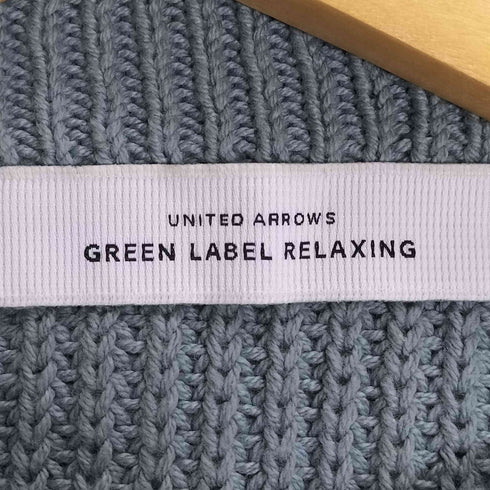 UNITED ARROWS
GREEN LABEL RELAXING